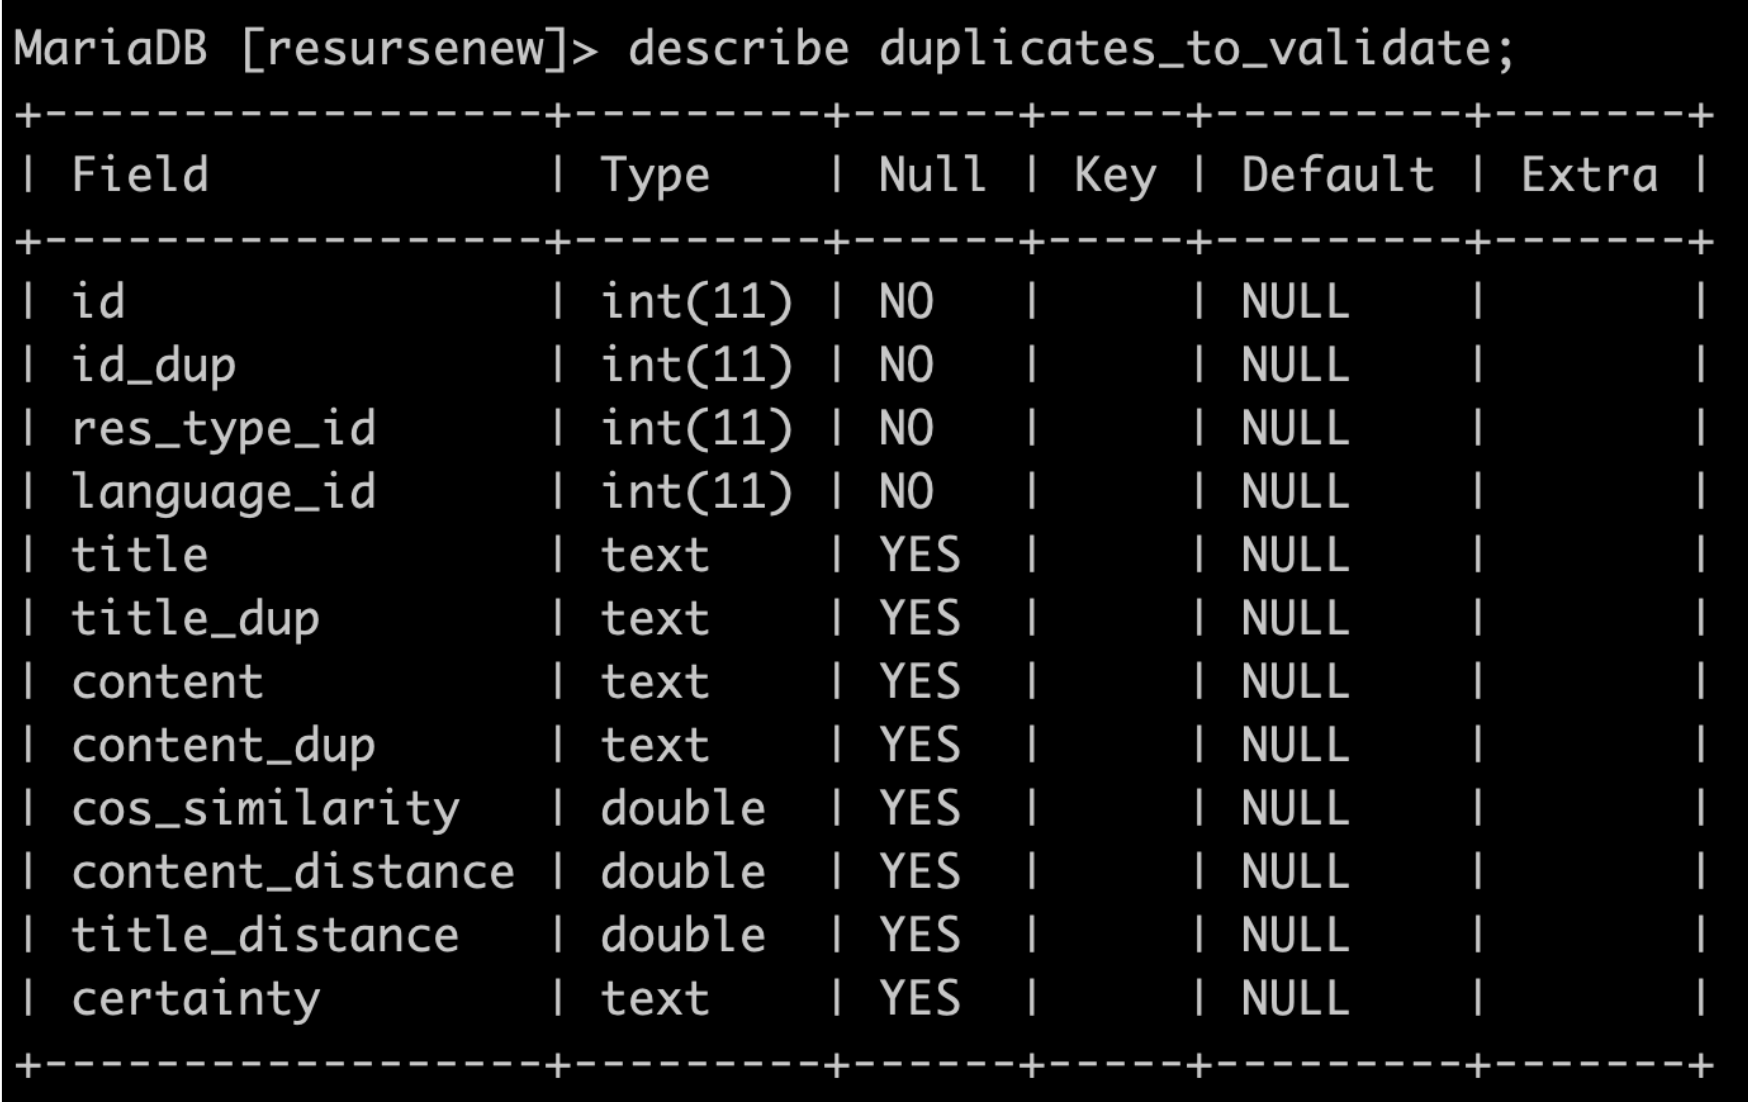 MariaDB [resursenew]> describe duplicates_to_validate;
+------------------+---------+------+-----+---------+-------+
| Field            | Type    | Null | Key | Default | Extra |
+------------------+---------+------+-----+---------+-------+
| id               | int(11) | NO   |     | NULL    |       |
| id_dup           | int(11) | NO   |     | NULL    |       |
| res_type_id      | int(11) | NO   |     | NULL    |       |
| language_id      | int(11) | NO   |     | NULL    |       |
| title            | text    | YES  |     | NULL    |       |
| title_dup        | text    | YES  |     | NULL    |       |
| content          | text    | YES  |     | NULL    |       |
| content_dup      | text    | YES  |     | NULL    |       |
| cos_similarity   | double  | YES  |     | NULL    |       |
| content_distance | double  | YES  |     | NULL    |       |
| title_distance   | double  | YES  |     | NULL    |       |
| certainty        | text    | YES  |     | NULL    |       |
+------------------+---------+------+-----+---------+-------+